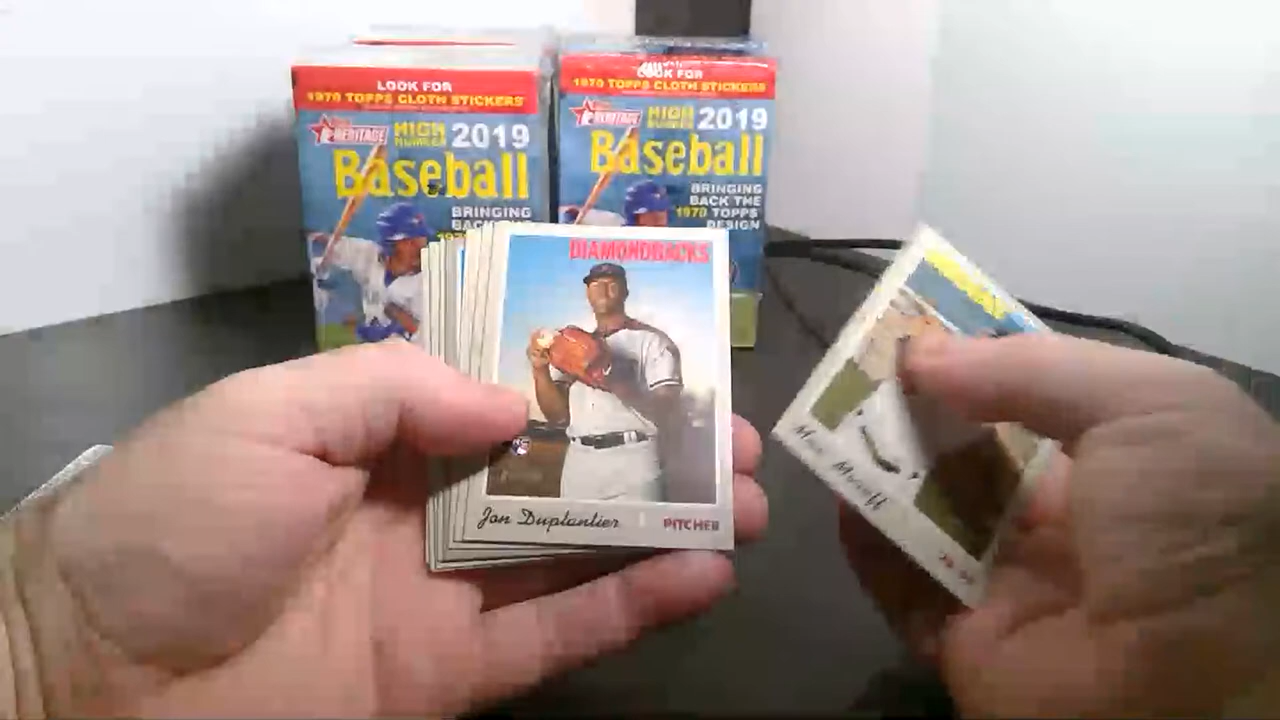 LOOK FOR
1970 TOPPS CLOTH STICKERS
HERITAGE
HIGH NUMBER 2019
Baseball
BRINGING
LOOK FOR
1970 TOPPS CLOTH STICKERS
HERITAGE
HIGH NUMBER 2019
Baseball
BRINGING
BACK THE
1970 TOPPS
DESIGN
DIAMONDBACKS
Jon Duplantier
PITCHER
Max